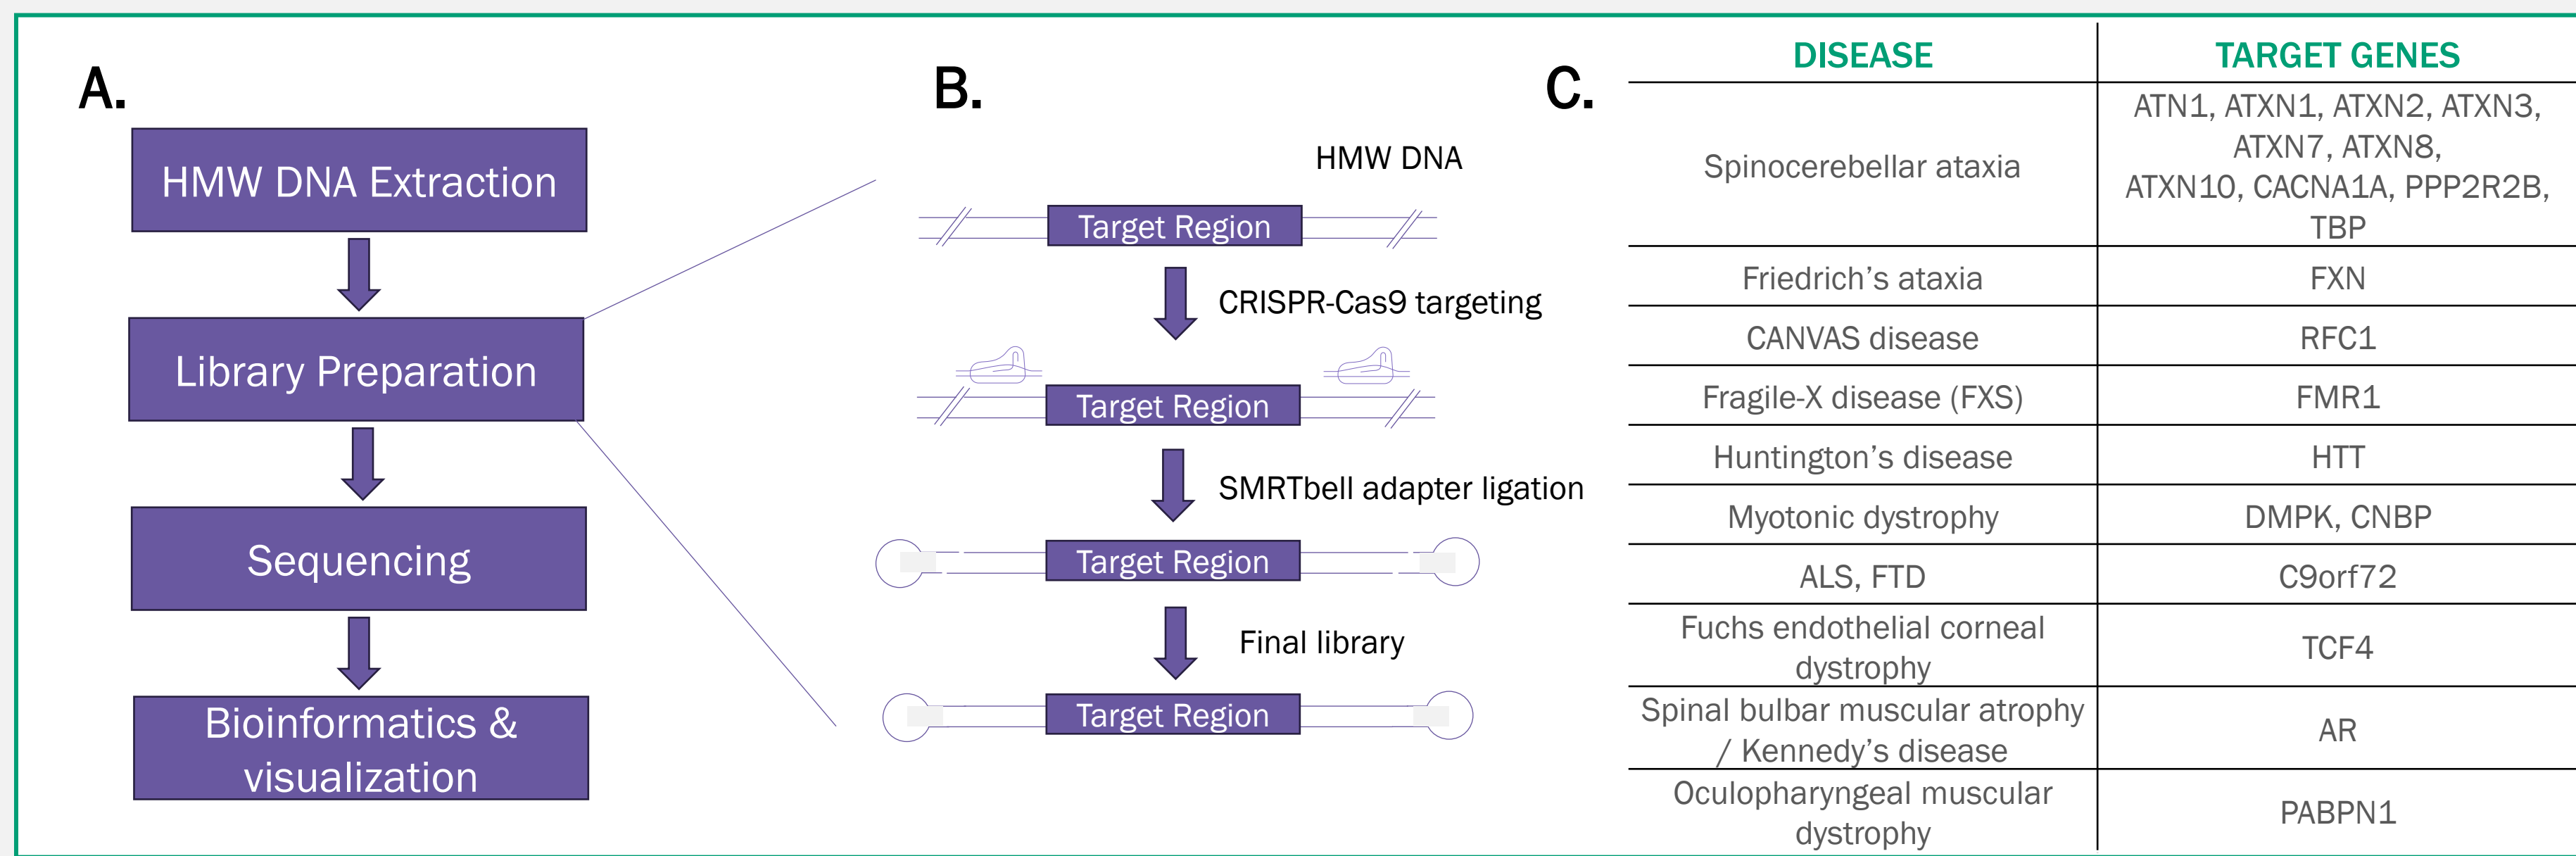 A.
HMW DNA Extraction
Library Preparation
Sequencing
Bioinformatics &
visualization
B.
HMW DNA
Target Region
CRISPR-Cas9 targeting
Target Region
SMRTbell adapter ligation
Target Region
Final library
Target Region
C.
DISEASE
TARGET GENES
Spinocerebellar ataxia
ATN1, ATXN1, ATXN2, ATXN3,
ATXN7, ATXN8,
ATXN10, CACNA1A, PPP2R2B,
TBP
Friedrich’s ataxia
FXN
CANVAS disease
RFC1
Fragile-X disease (FXS)
FMR1
Huntington’s disease
HTT
Myotonic dystrophy
DMPK, CNBP
ALS, FTD
C9orf72
Fuchs endothelial corneal
dystrophy
TCF4
Spinal bulbar muscular atrophy
/ Kennedy’s disease
AR
Oculopharyngeal muscular
dystrophy
PABPN1